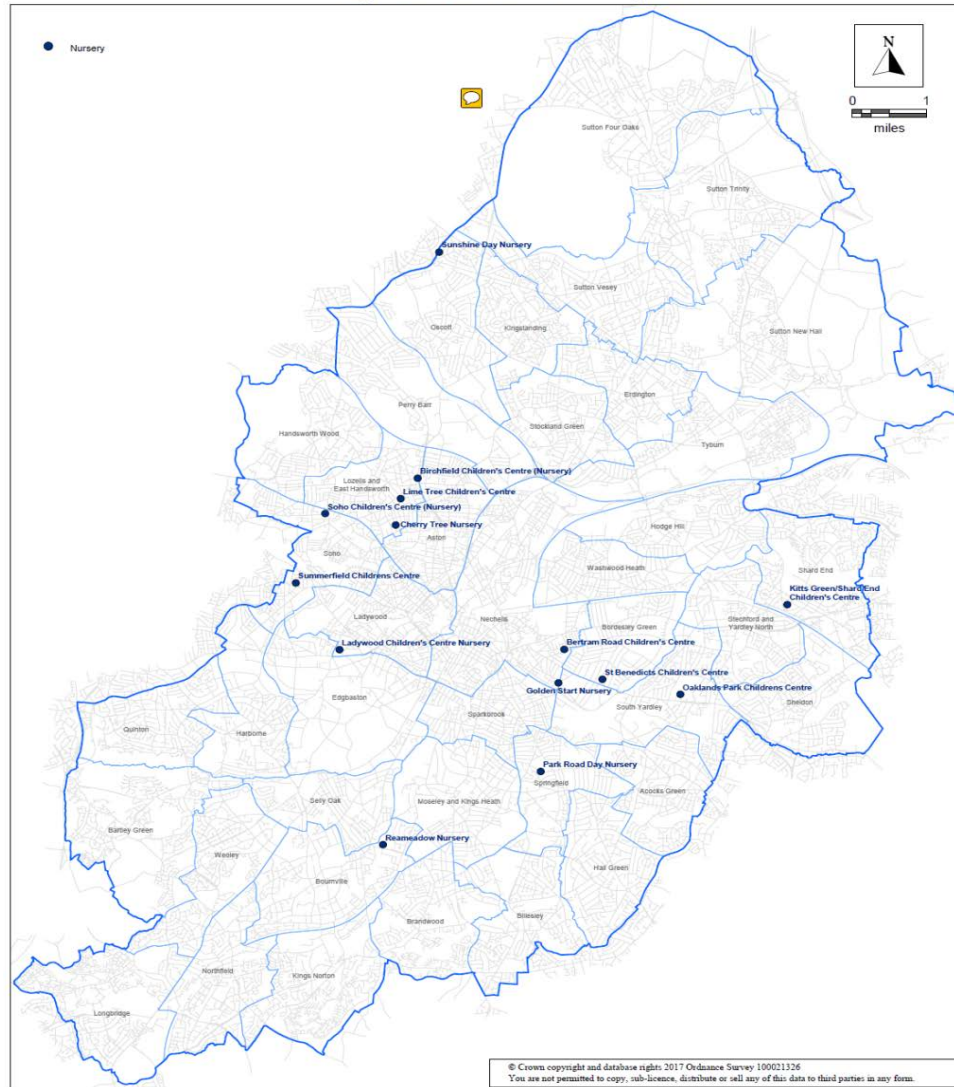 Nursery
N
0 1
miles
Sutton Four Oaks
Sutton Trinity
Sunshine Day Nursery
Sutton Vesey
Oscott
Kingstanding
Sutton New Hall
Erdington
Perry Barr
Stockland Green
Handsworth Wood
Tyburn
Birchfield Children's Centre (Nursery)
Lozells and
East Handsworth
Lime Tree Children's Centre
Soho Children's Centre (Nursery)
Cherry Tree Nursery
Aston
Hodge Hill
Soho
Washwood Heath
Shard End
Summerfield Childrens Centre
Kitts Green/Shard End
Children's Centre
Ladywood
Nechells
Bordesley Green
Stechford and
Yardley North
Ladywood Children's Centre Nursery
Bertram Road Children's Centre
St Benedicts Children's Centre
Golden Start Nursery
Oaklands Park Childrens Centre
Edgbaston
South Yardley
Sheldon
Sparkbrook
Quinton
Harborne
Park Road Day Nursery
Springfield
Acocks Green
Selly Oak
Moseley and Kings Heath
Bartley Green
Reameadow Nursery
Weoley
Hall Green
Bournville
Brandwood
Billesley
Northfield
Kings Norton
Longbridge
© Crown copyright and database rights 2017 Ordnance Survey 100021326
You are not permitted to copy, sub-licence, distribute or sell any of this data to third parties in any form.